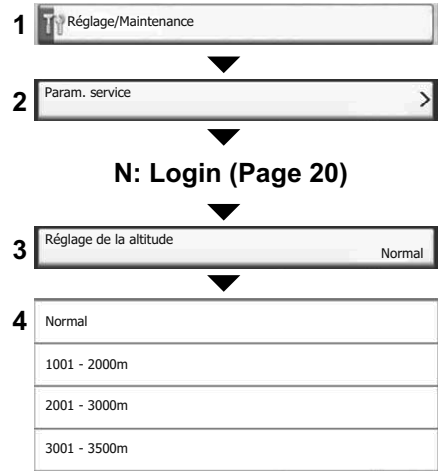 1 Réglage/Maintenance
2 Param. service >
N: Login (Page 20)
3 Réglage de la altitude Normal
4 Normal
1001 - 2000m
2001 - 3000m
3001 - 3500m